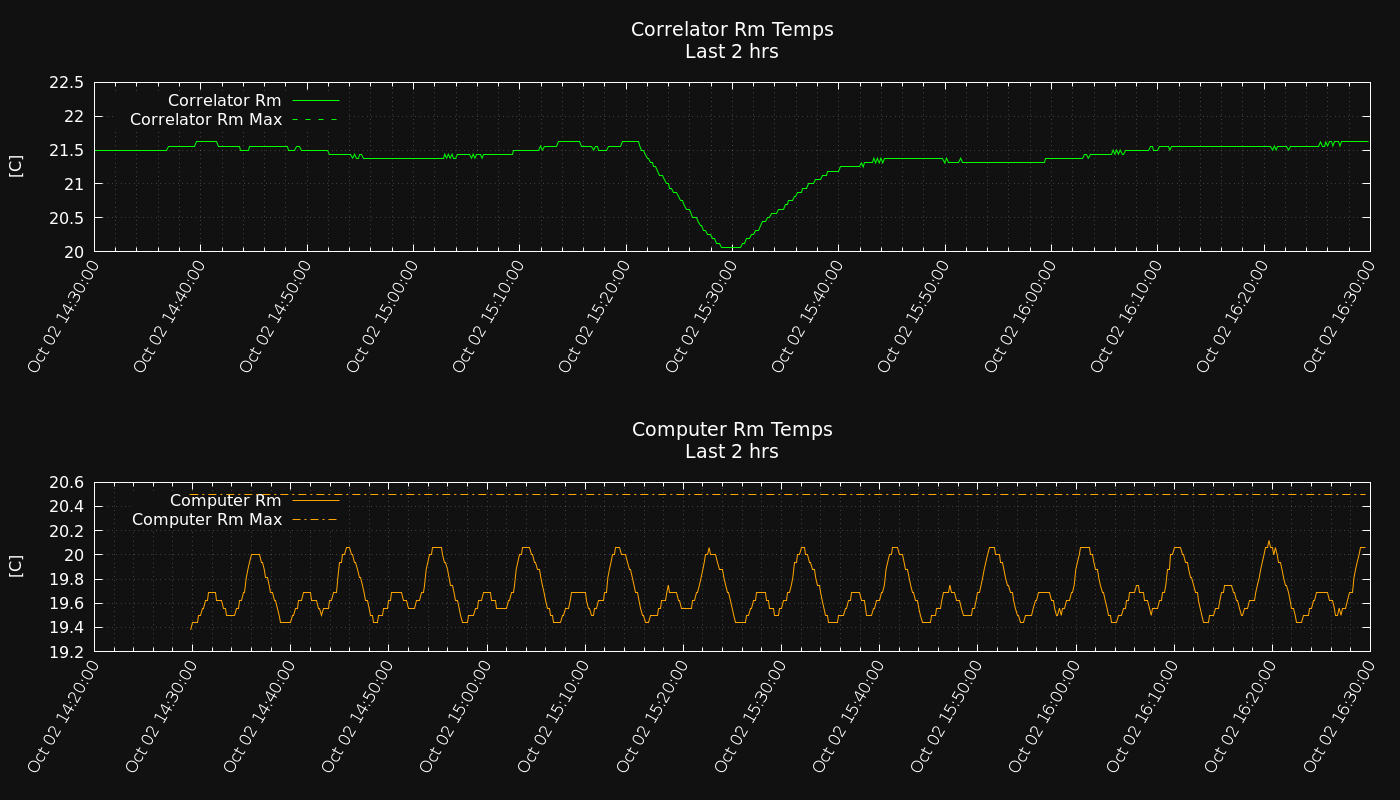 Correlator Rm Temps
Last 2 hrs
[C]
22.5
22
21.5
21
20.5
20
Correlator Rm
Correlator Rm Max
Oct 02 14:30:00
Oct 02 14:40:00
Oct 02 14:50:00
Oct 02 15:00:00
Oct 02 15:10:00
Oct 02 15:20:00
Oct 02 15:30:00
Oct 02 15:40:00
Oct 02 15:50:00
Oct 02 16:00:00
Oct 02 16:10:00
Oct 02 16:20:00
Oct 02 16:30:00
Computer Rm Temps
Last 2 hrs
[C]
20.6
20.4
20.2
20
19.8
19.6
19.4
19.2
Computer Rm
Computer Rm Max
Oct 02 14:20:00
Oct 02 14:30:00
Oct 02 14:40:00
Oct 02 14:50:00
Oct 02 15:00:00
Oct 02 15:10:00
Oct 02 15:20:00
Oct 02 15:30:00
Oct 02 15:40:00
Oct 02 15:50:00
Oct 02 16:00:00
Oct 02 16:10:00
Oct 02 16:20:00
Oct 02 16:30:00